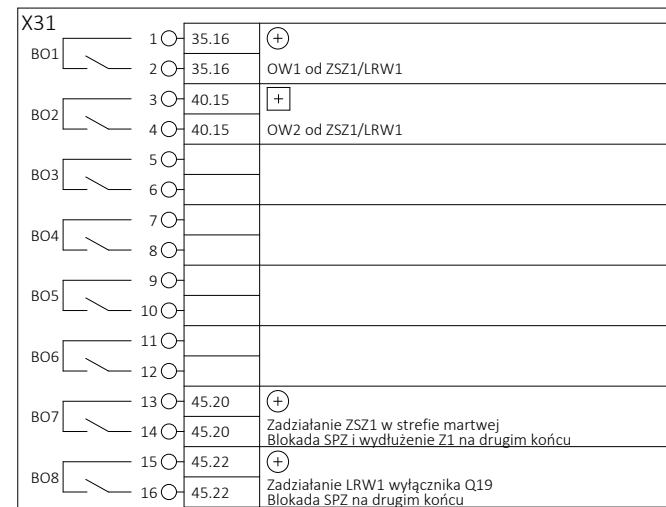 X31
BO1
1 35.16 +
2 35.16 OW1 od ZSZ1/LRW1
BO2
3 40.15 +
4 40.15 OW2 od ZSZ1/LRW1
BO3
5
6
BO4
7
8
BO5
9
10
BO6
11
12
BO7
13 45.20 +
14 45.20 Zadziałanie ZSZ1 w strefie martwej
Blokada SPZ i wydłużenie Z1 na drugim końcu
BO8
15 45.22 +
16 45.22 Zadziałanie LRW1 wyłącznika Q19
Blokada SPZ na drugim końcu